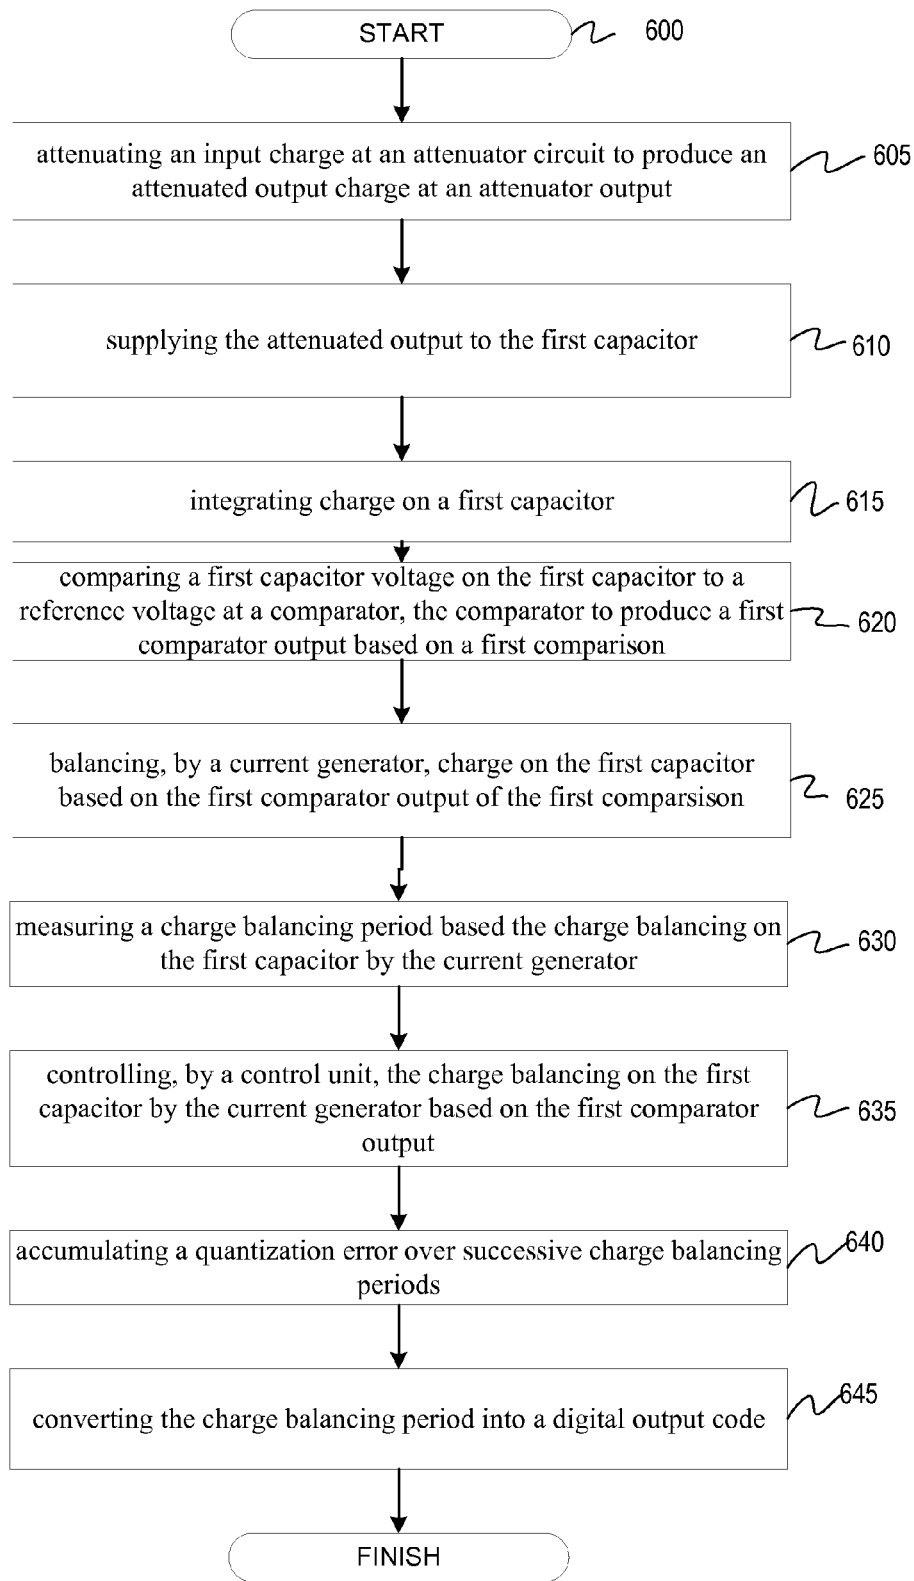 START
600
attenuating an input charge at an attenuator circuit to produce an
attenuated output charge at an attenuator output
605
supplying the attenuated output to the first capacitor
610
integrating charge on a first capacitor
615
comparing a first capacitor voltage on the first capacitor to a
reference voltage at a comparator, the comparator to produce a first
comparator output based on a first comparison
620
balancing, by a current generator, charge on the first capacitor
based on the first comparator output of the first comparsison
625
measuring a charge balancing period based the charge balancing on
the first capacitor by the current generator
630
controlling, by a control unit, the charge balancing on the first
capacitor by the current generator based on the first comparator
output
635
accumulating a quantization error over successive charge balancing
periods
640
converting the charge balancing period into a digital output code
645
FINISH